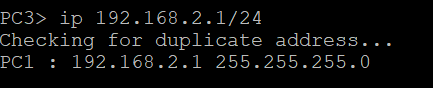 PC3> ip 192.168.2.1/24
Checking for duplicate address...
PC1 : 192.168.2.1 255.255.255.0